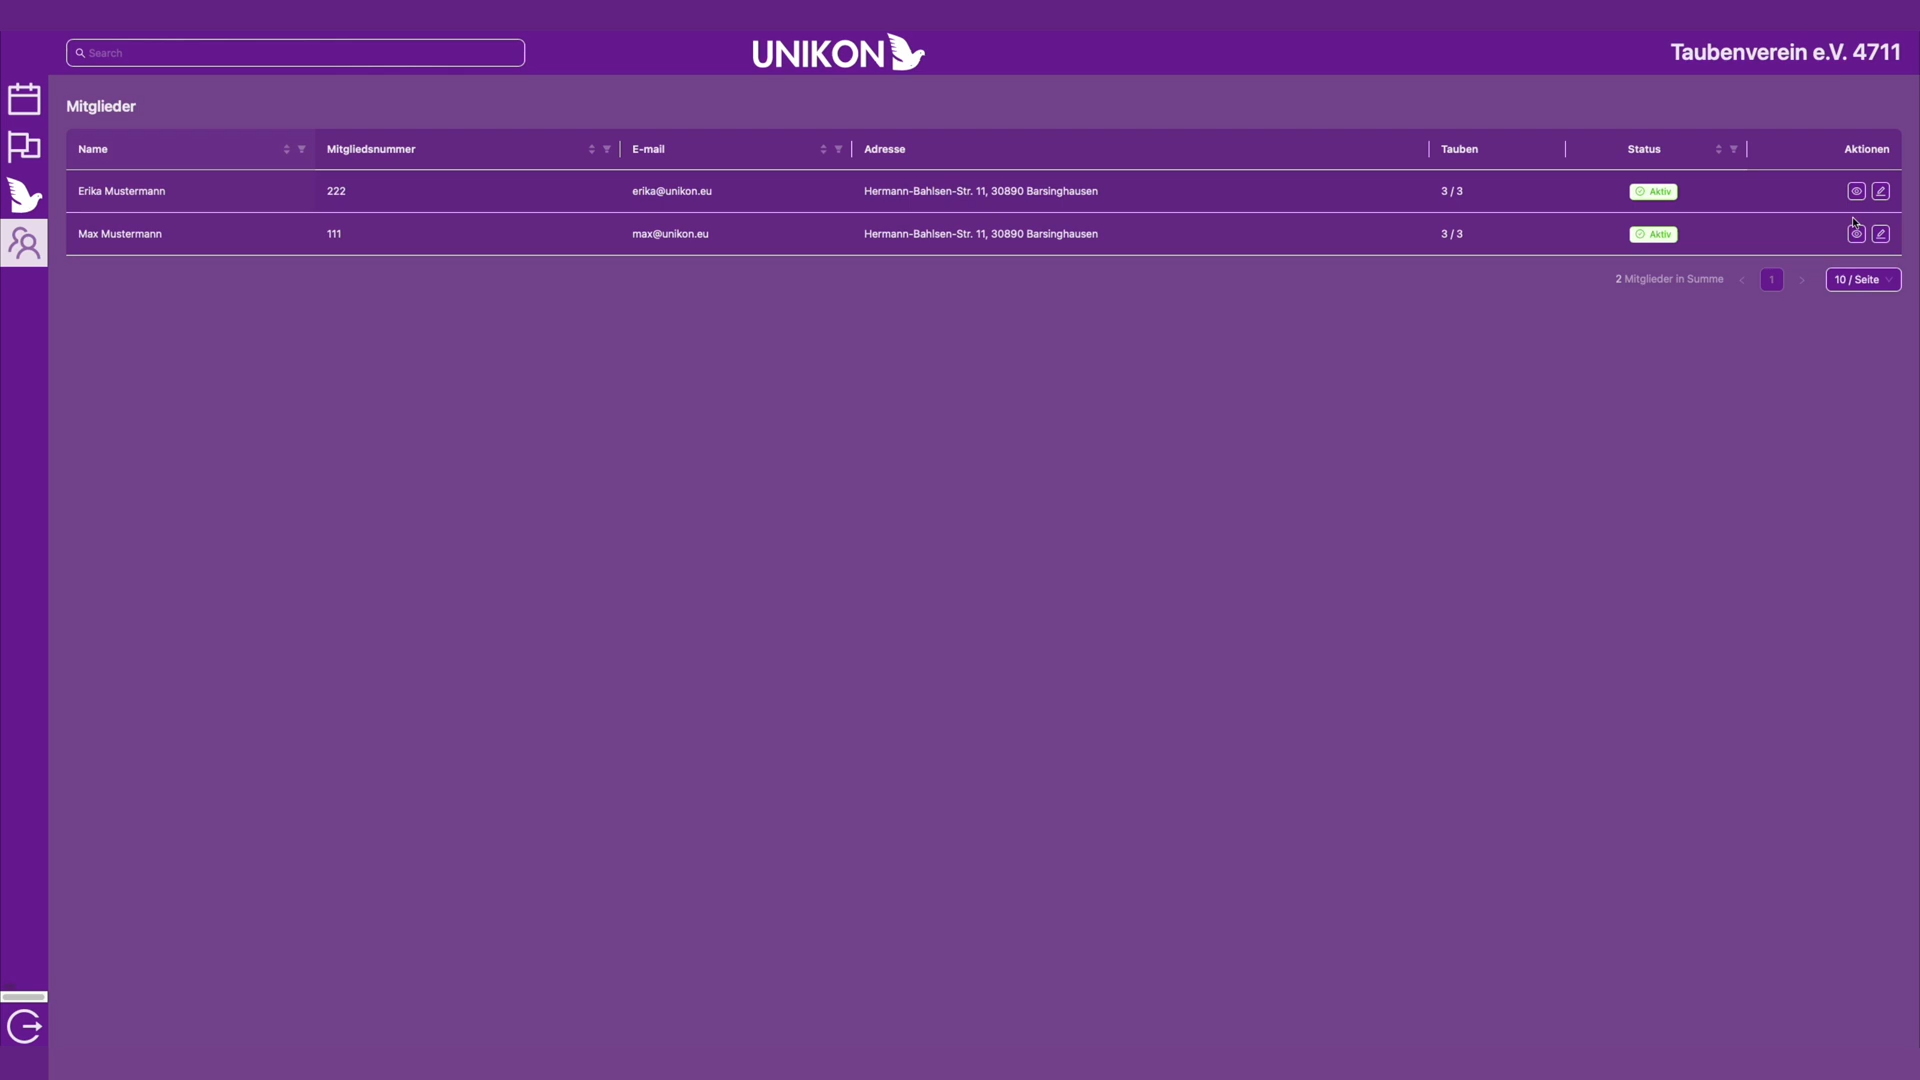 Search
UNIKON
Taubenverein e.V. 4711
Mitglieder
Name Mitgliedsnummer E-mail Adresse Tauben Status Aktionen
Erika Mustermann 222 erika@unikon.eu Hermann-Bahlsen-Str. 11, 30890 Barsinghausen 3 / 3 Aktiv
Max Mustermann 111 max@unikon.eu Hermann-Bahlsen-Str. 11, 30890 Barsinghausen 3 / 3 Aktiv
2 Mitglieder in Summe < 1 > 10 / Seite